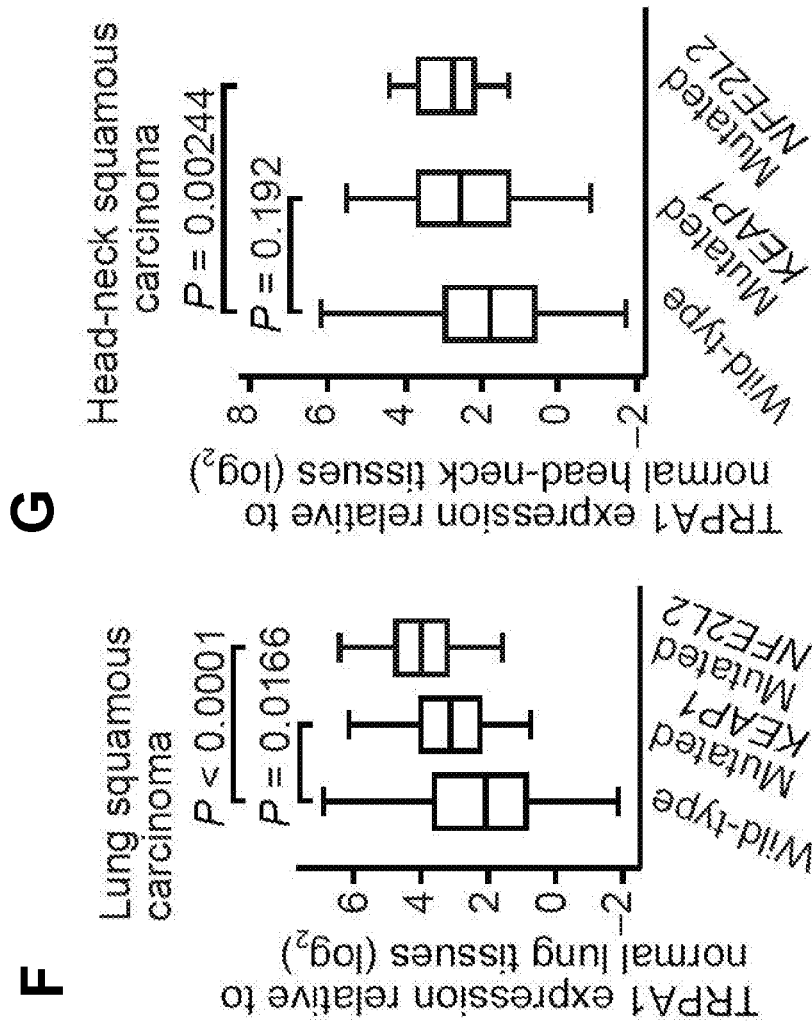 F
Lung squamous
carcinoma
P < 0.0001
P = 0.0166
TRPA1 expression relative to
normal lung tissues (log2)
6
4
2
0
−2
Wild-type
Mutated
KEAP1
Mutated
NFE2L2
G
Head-neck squamous
carcinoma
P = 0.00244
P = 0.192
TRPA1 expression relative to
normal head-neck tissues (log2)
8
6
4
2
0
−2
Wild-type
Mutated
KEAP1
Mutated
NFE2L2